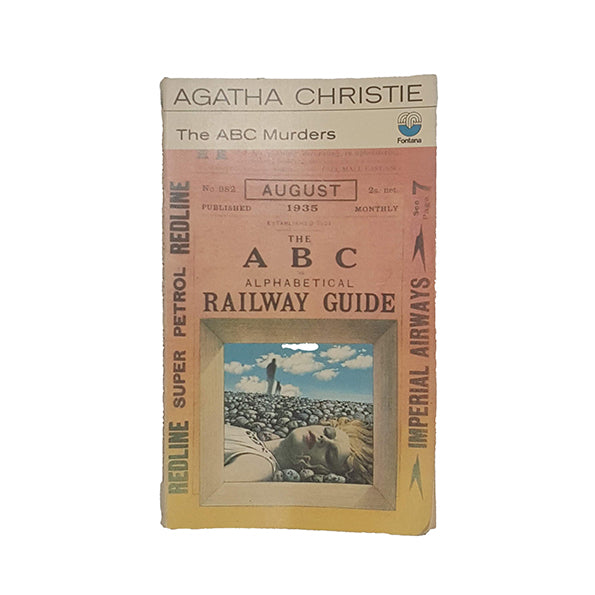 AGATHA CHRISTIE
The ABC Murders
Fontana
No. 982
AUGUST
2s. net.
PUBLISHED
1935
MONTHLY
THE
A B C
ALPHABETICAL
RAILWAY GUIDE
REDLINE SUPER PETROL REDLINE
See Page 7
IMPERIAL AIRWAYS